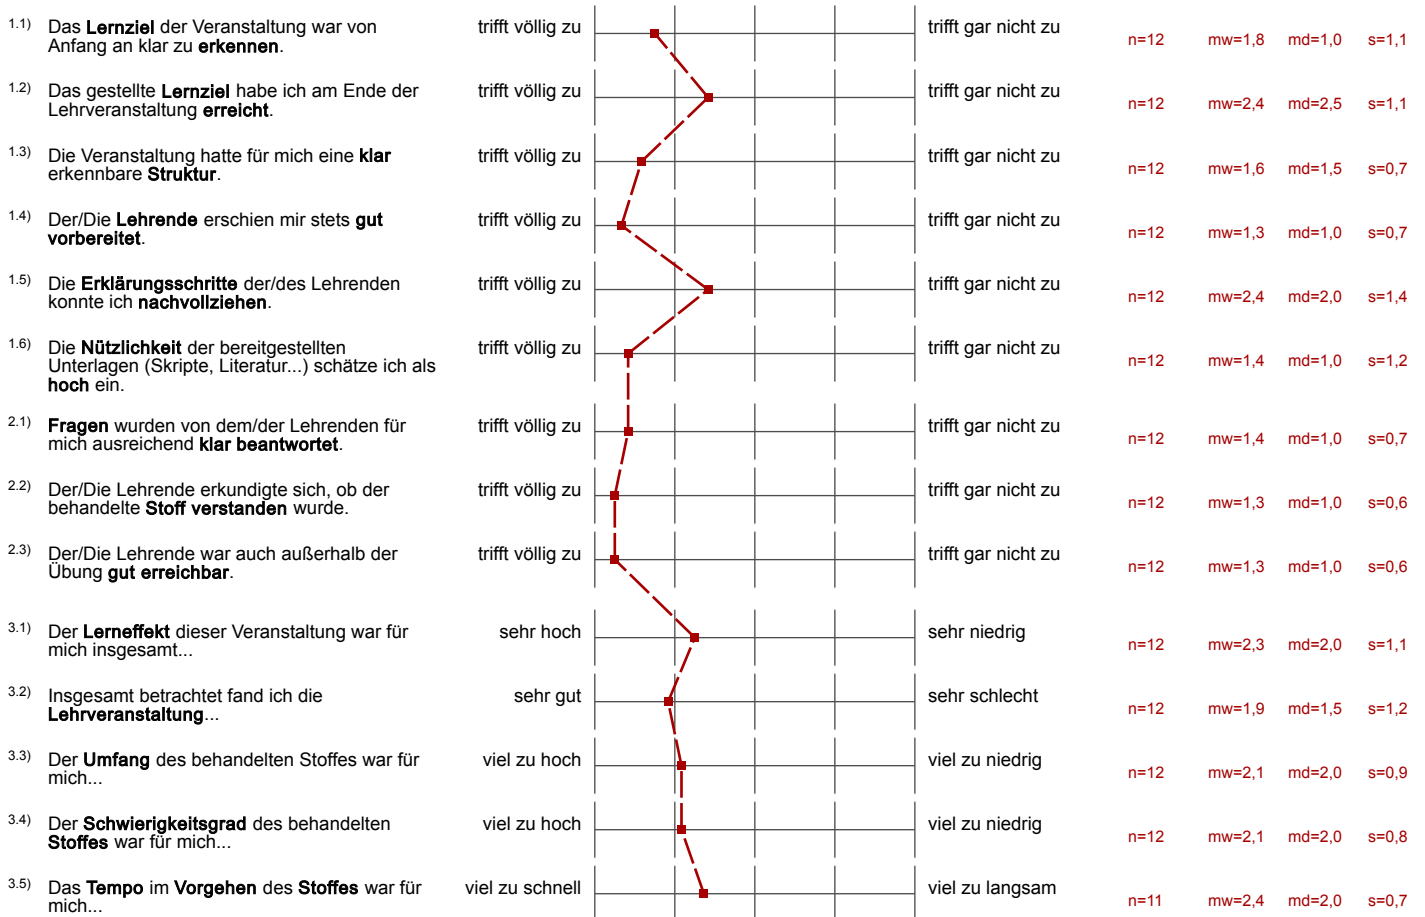 1.1) Das Lernziel der Veranstaltung war von Anfang an klar zu erkennen. trifft völlig zu trifft gar nicht zu n=12 mw=1,8 md=1,0 s=1,1
1.2) Das gestellte Lernziel habe ich am Ende der Lehrveranstaltung erreicht. trifft völlig zu trifft gar nicht zu n=12 mw=2,4 md=2,5 s=1,1
1.3) Die Veranstaltung hatte für mich eine klar erkennbare Struktur. trifft völlig zu trifft gar nicht zu n=12 mw=1,6 md=1,5 s=0,7
1.4) Der/Die Lehrende erschien mir stets gut vorbereitet. trifft völlig zu trifft gar nicht zu n=12 mw=1,3 md=1,0 s=0,7
1.5) Die Erklärungsschritte der/des Lehrenden konnte ich nachvollziehen. trifft völlig zu trifft gar nicht zu n=12 mw=2,4 md=2,0 s=1,4
1.6) Die Nützlichkeit der bereitgestellten Unterlagen (Skripte, Literatur...) schätze ich als hoch ein. trifft völlig zu trifft gar nicht zu n=12 mw=1,4 md=1,0 s=1,2
2.1) Fragen wurden von dem/der Lehrenden für mich ausreichend klar beantwortet. trifft völlig zu trifft gar nicht zu n=12 mw=1,4 md=1,0 s=0,7
2.2) Der/Die Lehrende erkundigte sich, ob der behandelte Stoff verstanden wurde. trifft völlig zu trifft gar nicht zu n=12 mw=1,3 md=1,0 s=0,6
2.3) Der/Die Lehrende war auch außerhalb der Übung gut erreichbar. trifft völlig zu trifft gar nicht zu n=12 mw=1,3 md=1,0 s=0,6
3.1) Der Lerneffekt dieser Veranstaltung war für mich insgesamt... sehr hoch sehr niedrig n=12 mw=2,3 md=2,0 s=1,1
3.2) Insgesamt betrachtet fand ich die Lehrveranstaltung... sehr gut sehr schlecht n=12 mw=1,9 md=1,5 s=1,2
3.3) Der Umfang des behandelten Stoffes war für mich... viel zu hoch viel zu niedrig n=12 mw=2,1 md=2,0 s=0,9
3.4) Der Schwierigkeitsgrad des behandelten Stoffes war für mich... viel zu hoch viel zu niedrig n=12 mw=2,1 md=2,0 s=0,8
3.5) Das Tempo im Vorgehen des Stoffes war für mich... viel zu schnell viel zu langsam n=11 mw=2,4 md=2,0 s=0,7